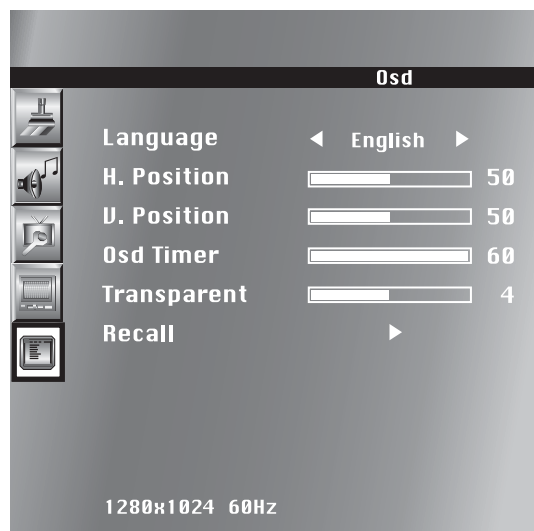 Osd
Language English
H. Position 50
V. Position 50
Osd Timer 60
Transparent 4
Recall
1280x1024 60Hz